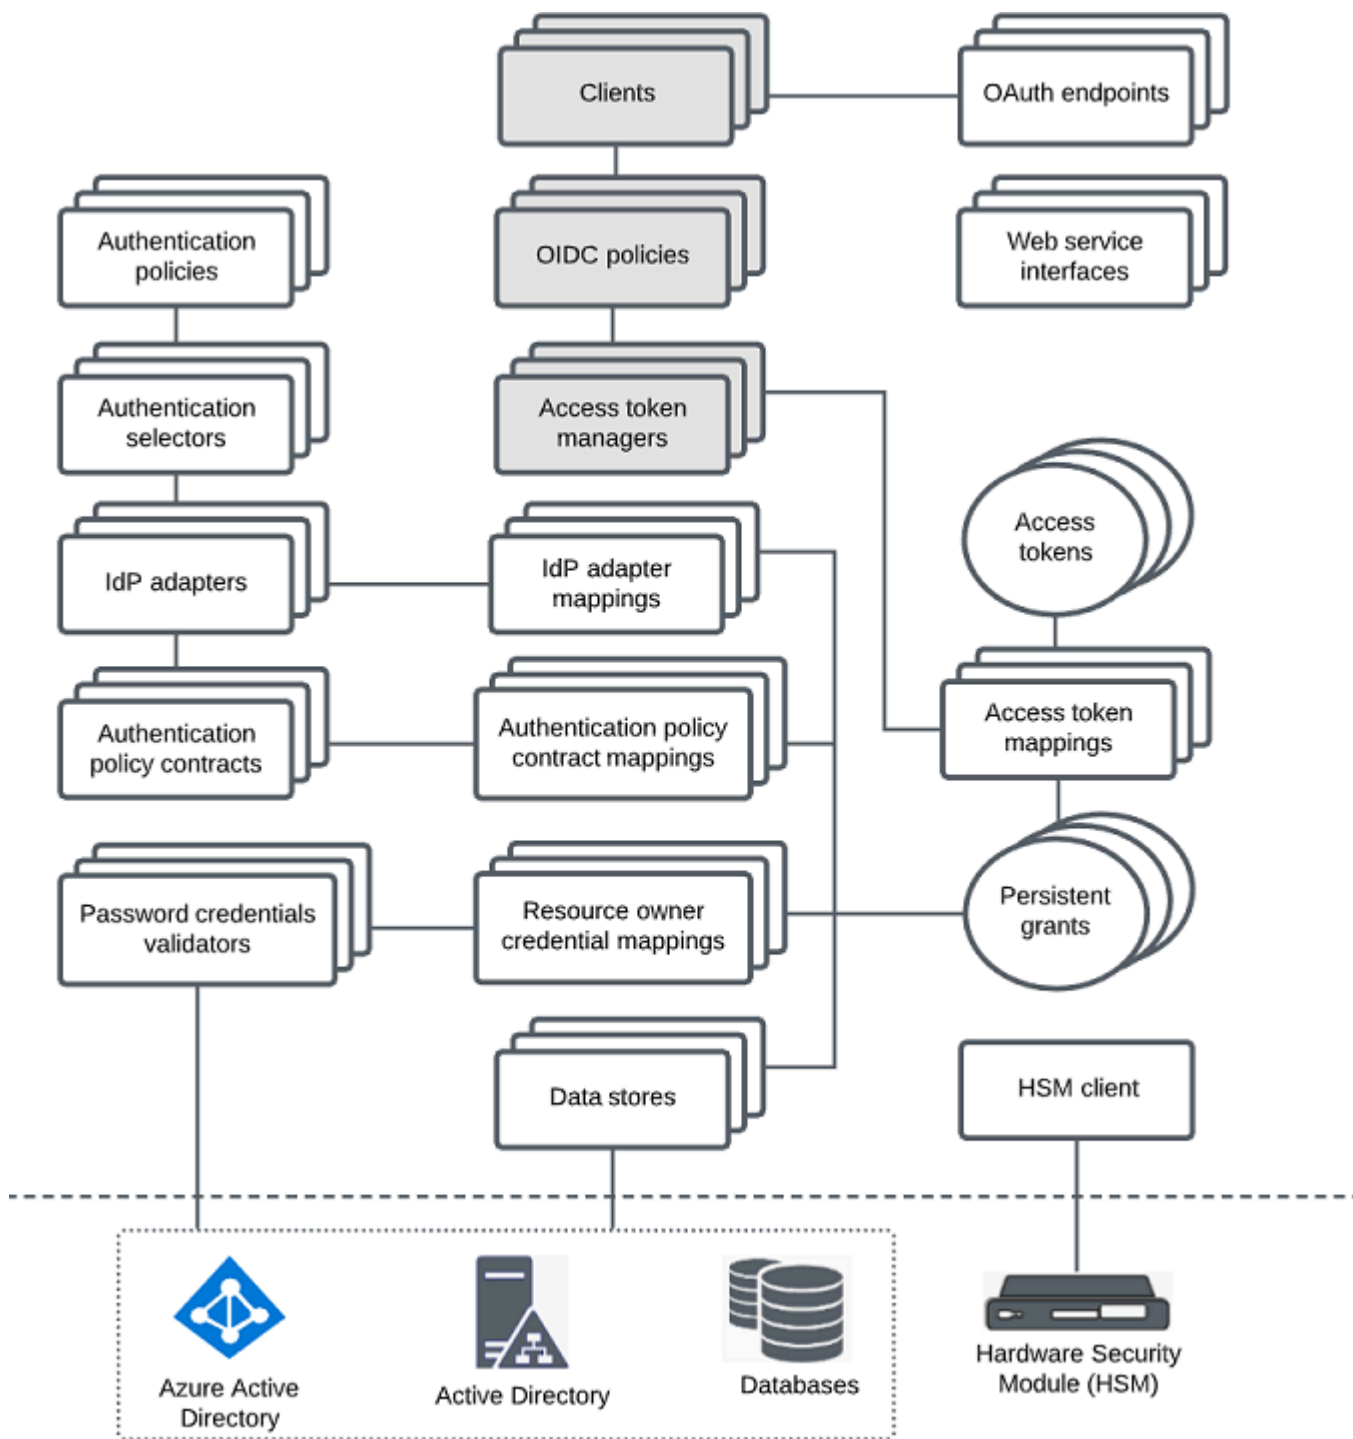 Clients
OAuth endpoints
Authentication
policies
OIDC policies
Web service
interfaces
Authentication
selectors
Access token
managers
Access
tokens
IdP adapters
IdP adapter
mappings
Authentication
policy contracts
Authentication policy
contract mappings
Access token
mappings
Password credentials
validators
Resource owner
credential mappings
Persistent
grants
Data stores
HSM client
Azure Active
Directory
Active Directory
Databases
Hardware Security
Module (HSM)